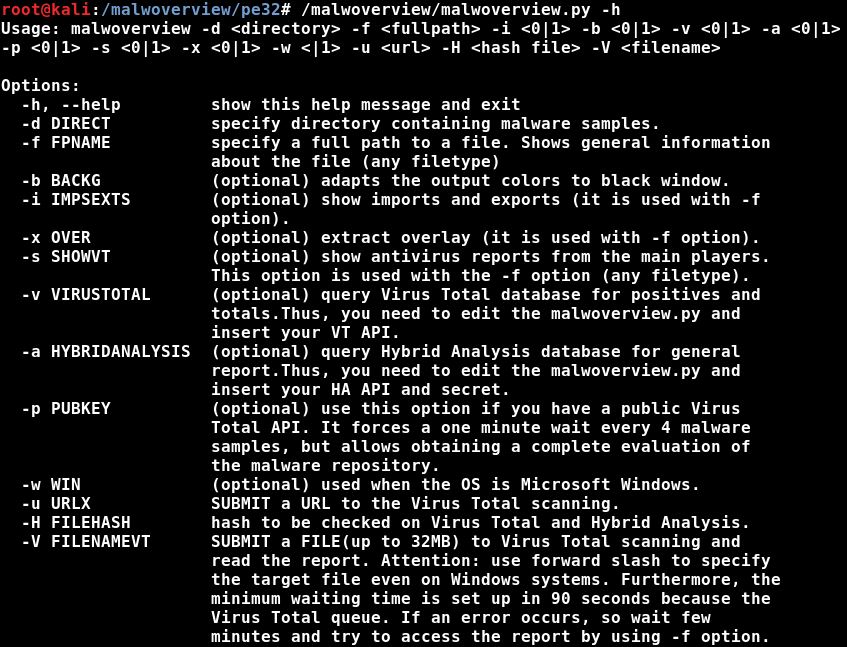 root@kali:/malwoverview/pe32# /malwoverview/malwoverview.py -h
Usage: malwoverview -d <directory> -f <fullpath> -i <0|1> -b <0|1> -v <0|1> -a <0|1>
-p <0|1> -s <0|1> -x <0|1> -w <|1> -u <url> -H <hash file> -V <filename>

Options:
  -h, --help         show this help message and exit
  -d DIRECT          specify directory containing malware samples.
  -f FPNAME          specify a full path to a file. Shows general information
                     about the file (any filetype)
  -b BACKG           (optional) adapts the output colors to black window.
  -i IMPSEXTS        (optional) show imports and exports (it is used with -f
                     option).
  -x OVER            (optional) extract overlay (it is used with -f option).
  -s SHOWVT          (optional) show antivirus reports from the main players.
                     This option is used with the -f option (any filetype).
  -v VIRUSTOTAL      (optional) query Virus Total database for positives and
                     totals.Thus, you need to edit the malwoverview.py and
                     insert your VT API.
  -a HYBRIDANALYSIS  (optional) query Hybrid Analysis database for general
                     report.Thus, you need to edit the malwoverview.py and
                     insert your HA API and secret.
  -p PUBKEY          (optional) use this option if you have a public Virus
                     Total API. It forces a one minute wait every 4 malware
                     samples, but allows obtaining a complete evaluation of
                     the malware repository.
  -w WIN             (optional) used when the OS is Microsoft Windows.
  -u URLX            SUBMIT a URL to the Virus Total scanning.
  -H FILEHASH        hash to be checked on Virus Total and Hybrid Analysis.
  -V FILENAMEVT      SUBMIT a FILE(up to 32MB) to Virus Total scanning and
                     read the report. Attention: use forward slash to specify
                     the target file even on Windows systems. Furthermore, the
                     minimum waiting time is set up in 90 seconds because the
                     Virus Total queue. If an error occurs, so wait few
                     minutes and try to access the report by using -f option.